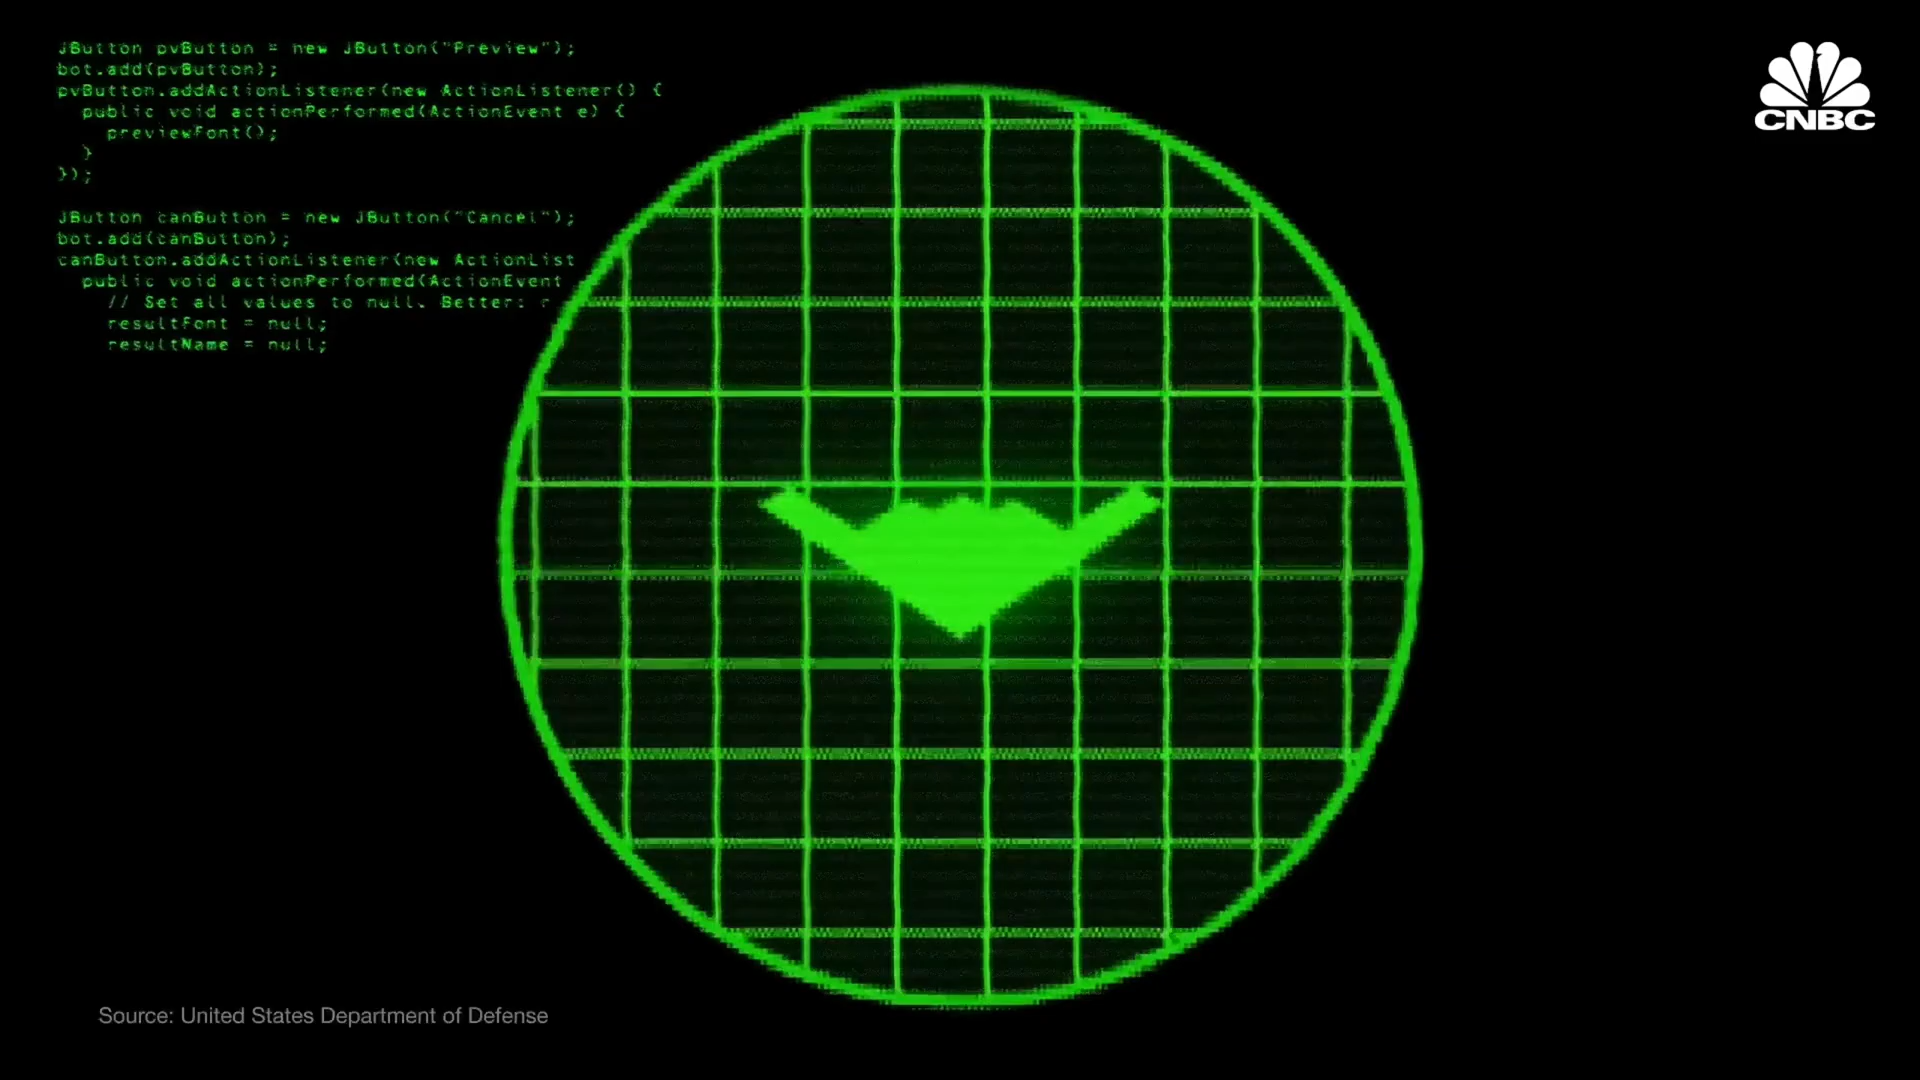 JButton pvButton = new JButton("Preview");
bot.add(pvButton);
pvButton.addActionListener(new ActionListener() {
public void actionPerformed(ActionEvent e) {
previewFont();
}
});
JButton canButton = new JButton("Cancel");
bot.add(canButton);
canButton.addActionListener(new ActionList
public void actionPerformed(ActionEvent
// Set all values to null. Better: r
resultFont = null;
resultName = null;
CNBC
Source: United States Department of Defense